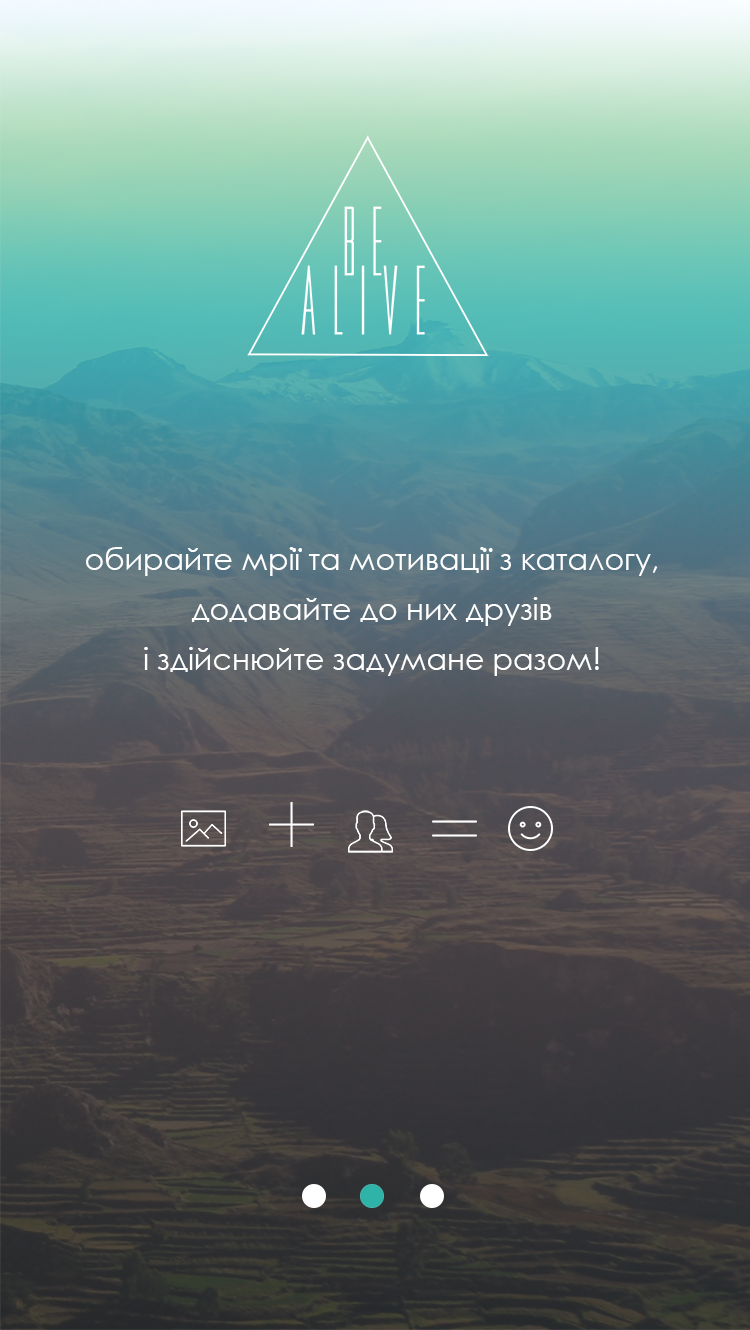 BE
ALIVE
обирайте мрії та мотивації з каталогу,
додавайте до них друзів
і здійснюйте задумане разом!